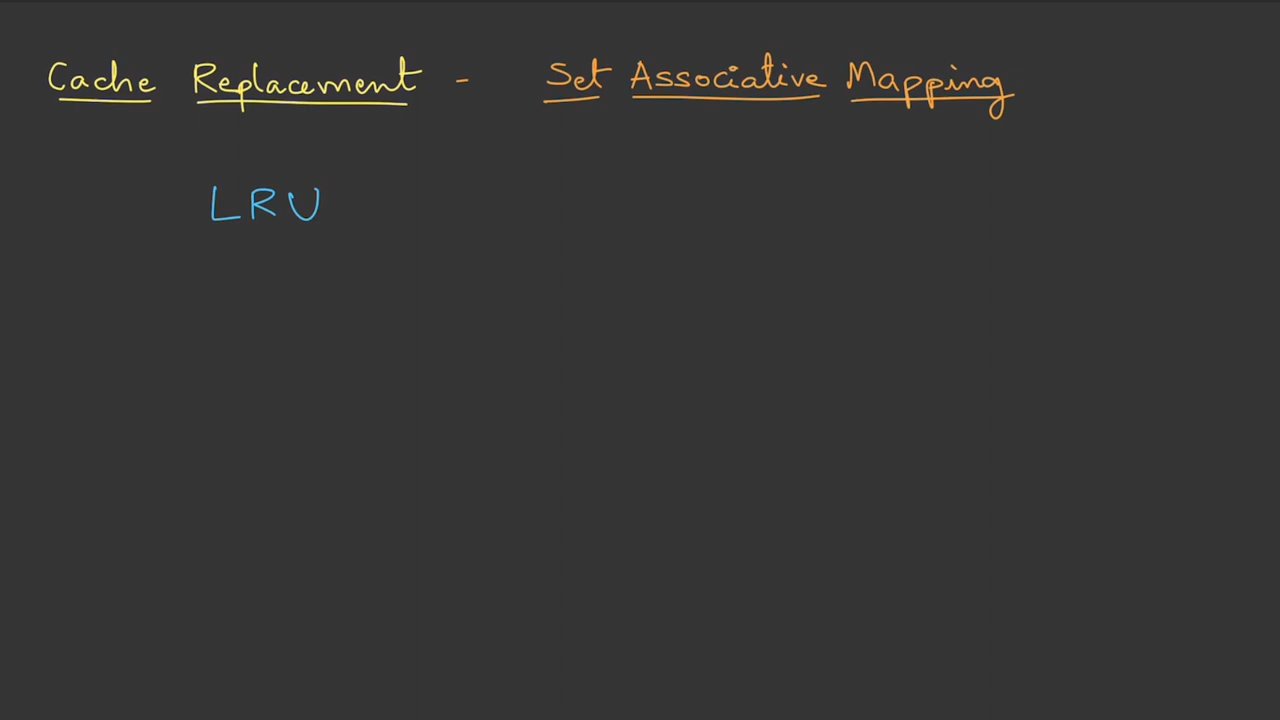 Cache Replacement - Set Associative Mapping
LRU